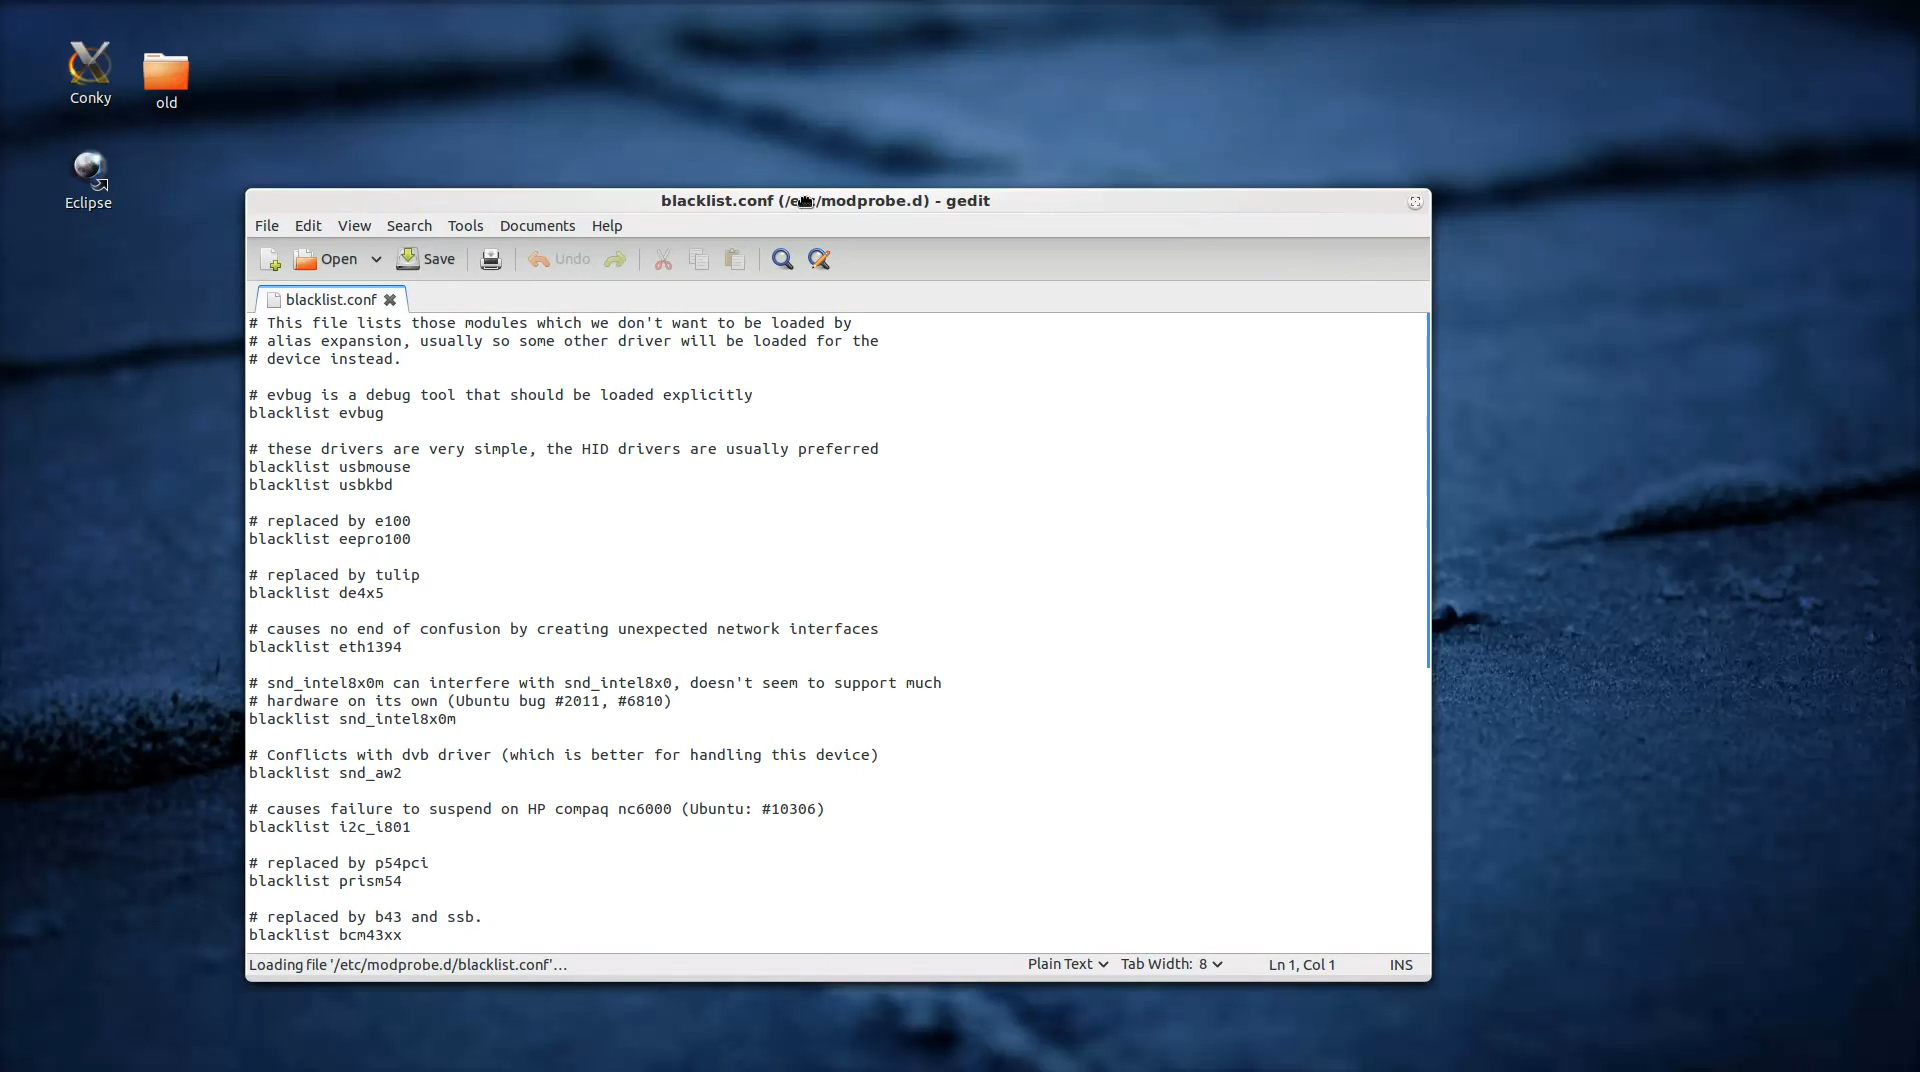 Conky
old
Eclipse
blacklist.conf (/etc/modprobe.d) - gedit
File Edit View Search Tools Documents Help
Open Save Undo
blacklist.conf
# This file lists those modules which we don't want to be loaded by
# alias expansion, usually so some other driver will be loaded for the
# device instead.
# evbug is a debug tool that should be loaded explicitly
blacklist evbug
# these drivers are very simple, the HID drivers are usually preferred
blacklist usbmouse
blacklist usbkbd
# replaced by e100
blacklist eepro100
# replaced by tulip
blacklist de4x5
# causes no end of confusion by creating unexpected network interfaces
blacklist eth1394
# snd_intel8x0m can interfere with snd_intel8x0, doesn't seem to support much
# hardware on its own (Ubuntu bug #2011, #6810)
blacklist snd_intel8x0m
# Conflicts with dvb driver (which is better for handling this device)
blacklist snd_aw2
# causes failure to suspend on HP compaq nc6000 (Ubuntu: #10306)
blacklist i2c_i801
# replaced by p54pci
blacklist prism54
# replaced by b43 and ssb.
blacklist bcm43xx
Loading file '/etc/modprobe.d/blacklist.conf'… Plain Text Tab Width: 8 Ln 1, Col 1 INS